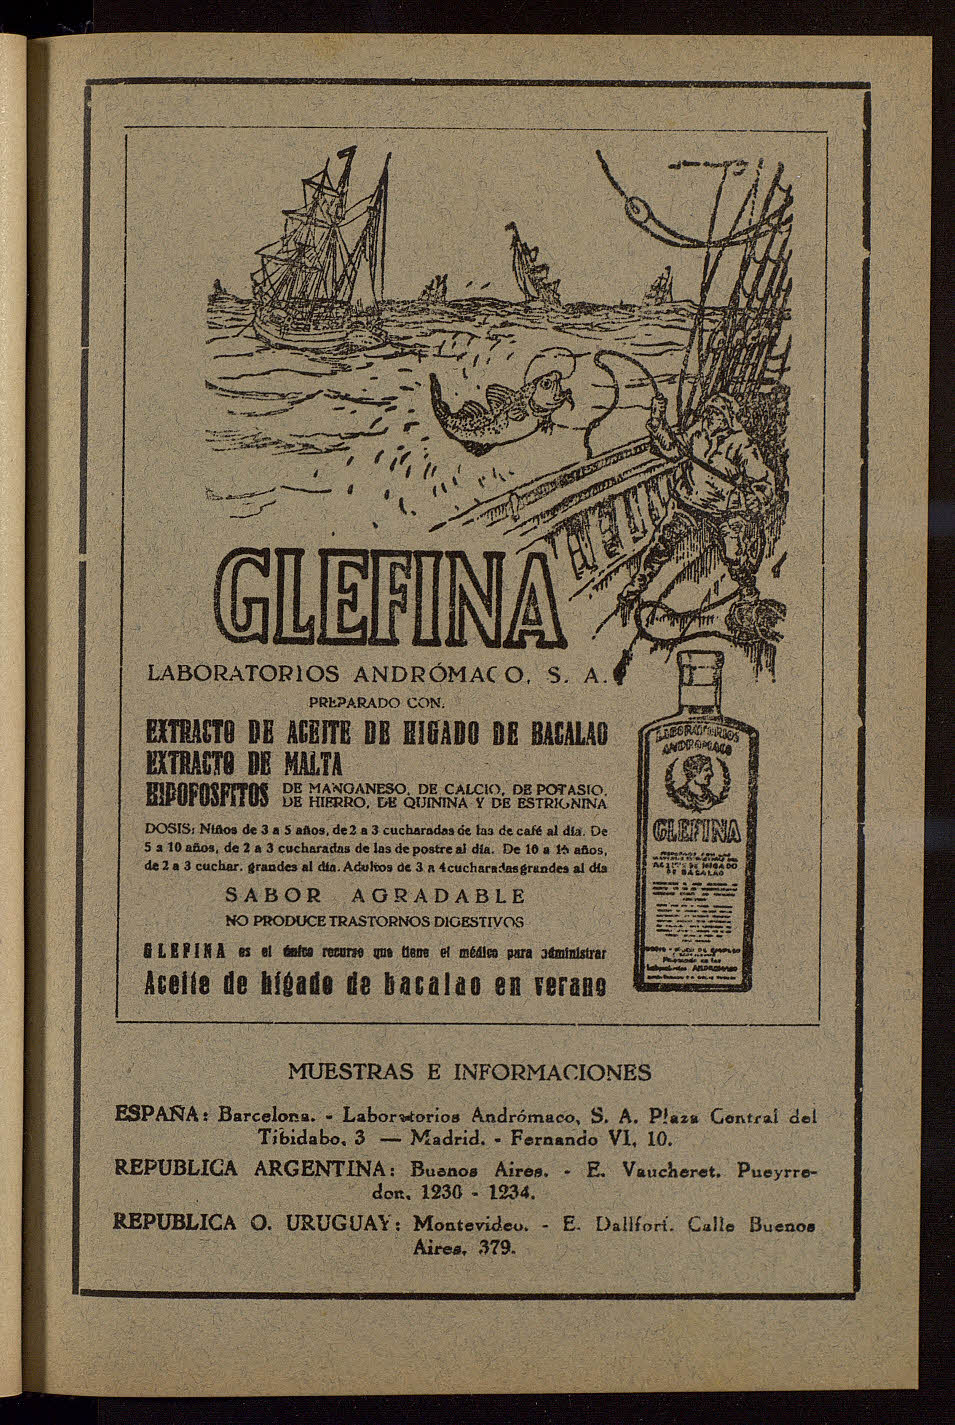 GLEFINA
LABORATORIOS ANDRÓMACO, S. A.
PREPARADO CON.
EXTRACTO DE ACEITE DE HIGADO DE BACALAO
EXTRACTO DE MALTA
HIPOFOSFITOS DE MANGANESO, DE CALCIO, DE POTASIO,
DE HIERRO, DE QUININA Y DE ESTRIGNINA
DOSIS: Niños de 3 a 5 años, de 2 a 3 cucharadas de las de café al día. De
5 a 10 años, de 2 a 3 cucharadas de las de postre al día. De 10 a 15 años,
de 2 a 3 cuchar. grandes al día. Adultos de 3 a 4 cucharadas grandes al día
SABOR AGRADABLE
NO PRODUCE TRASTORNOS DIGESTIVOS
GLEFINA es el único recurso que tiene el médico para administrar
Aceite de hígado de bacalao en verano
LABORATORIOS
ANDROMACO
GLEFINA
ACEITE DE HIGADO
DE BACALAO
MUESTRAS E INFORMACIONES
ESPAÑA: Barcelona. - Laboratorios Andrómaco, S. A. Plaza Central del
Tibidabo, 3 — Madrid. - Fernando VI, 10.
REPUBLICA ARGENTINA: Buenos Aires. - E. Vaucheret. Pueyrre-
don, 1230 - 1234.
REPUBLICA O. URUGUAY: Montevideo. - E. Dallforí. Calle Buenos
Aires, 379.